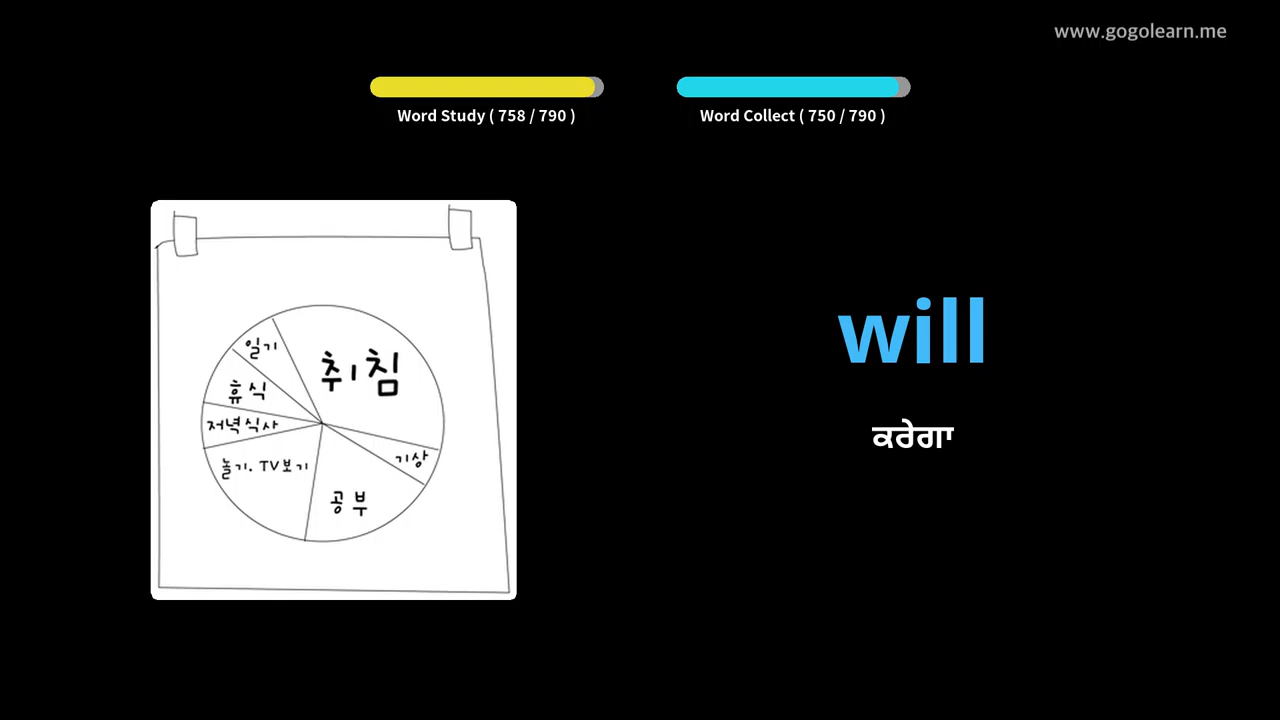 www.gogolearn.me
Word Study ( 758 / 790 )
Word Collect ( 750 / 790 )
일기
취침
휴식
저녁식사
놀기. TV보기
기상
공부
will
ਕਰੇਗਾ